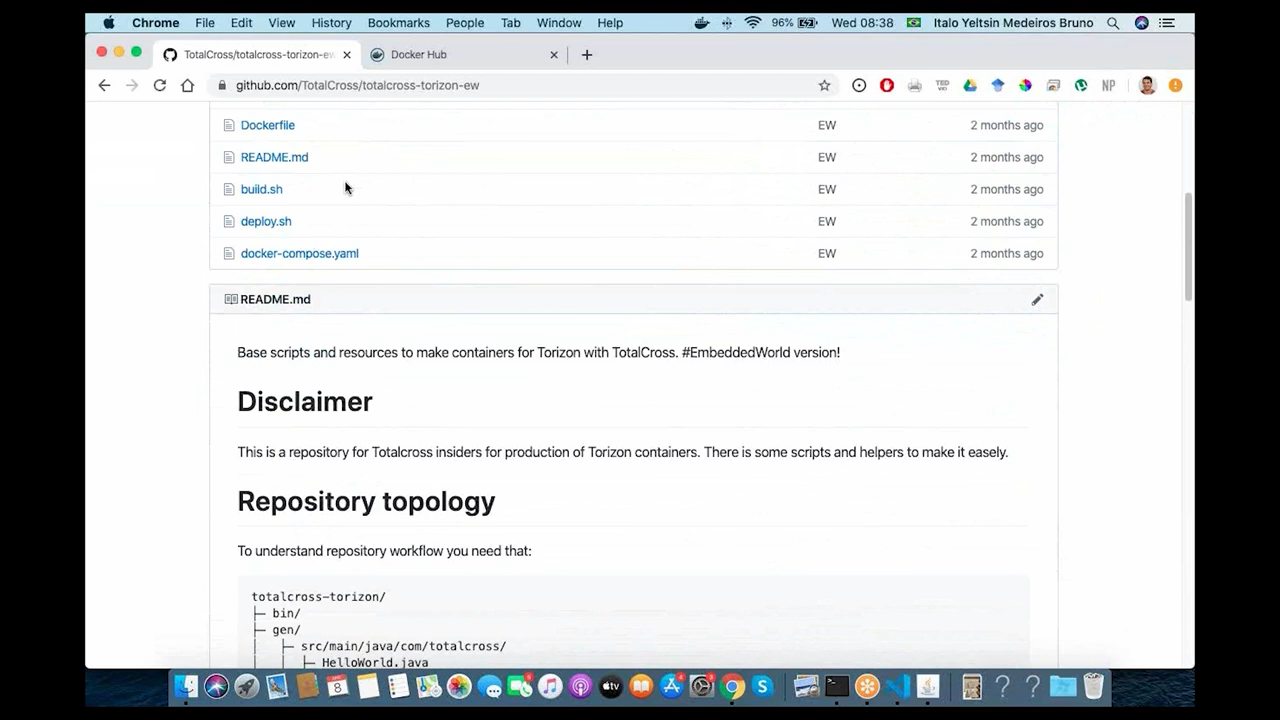 Chrome File Edit View History Bookmarks People Tab Window Help 96% Wed 08:38 Italo Yeltsin Medeiros Bruno
TotalCross/totalcross-torizon-ew Docker Hub
github.com/TotalCross/totalcross-torizon-ew NP
Dockerfile EW 2 months ago
README.md EW 2 months ago
build.sh EW 2 months ago
deploy.sh EW 2 months ago
docker-compose.yaml EW 2 months ago
README.md
Base scripts and resources to make containers for Torizon with TotalCross. #EmbeddedWorld version!
Disclaimer
This is a repository for Totalcross insiders for production of Torizon containers. There is some scripts and helpers to make it easely.
Repository topology
To understand repository workflow you need that:
totalcross-torizon/
├─ bin/
├─ gen/
│ ├─ src/main/java/com/totalcross/
│ │ ├─ HelloWorld.java
8 tv